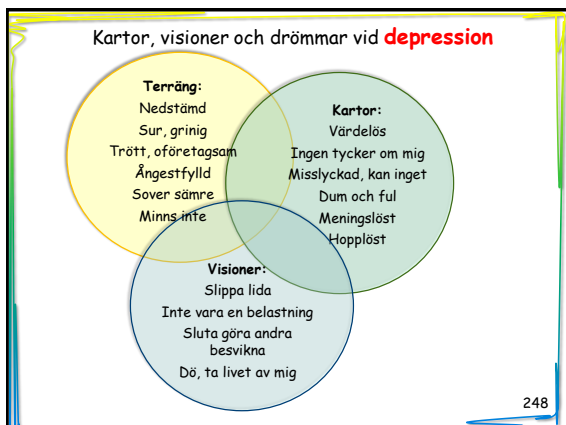 Kartor, visioner och drömmar vid depression
Terräng:
Nedstämd
Sur, grinig
Trött, oföretagsam
Ångestfylld
Sover sämre
Minns inte
Kartor:
Värdelös
Ingen tycker om mig
Misslyckad, kan inget
Dum och ful
Meningslöst
Hopplöst
Visioner:
Slippa lida
Inte vara en belastning
Sluta göra andra
besvikna
Dö, ta livet av mig
248